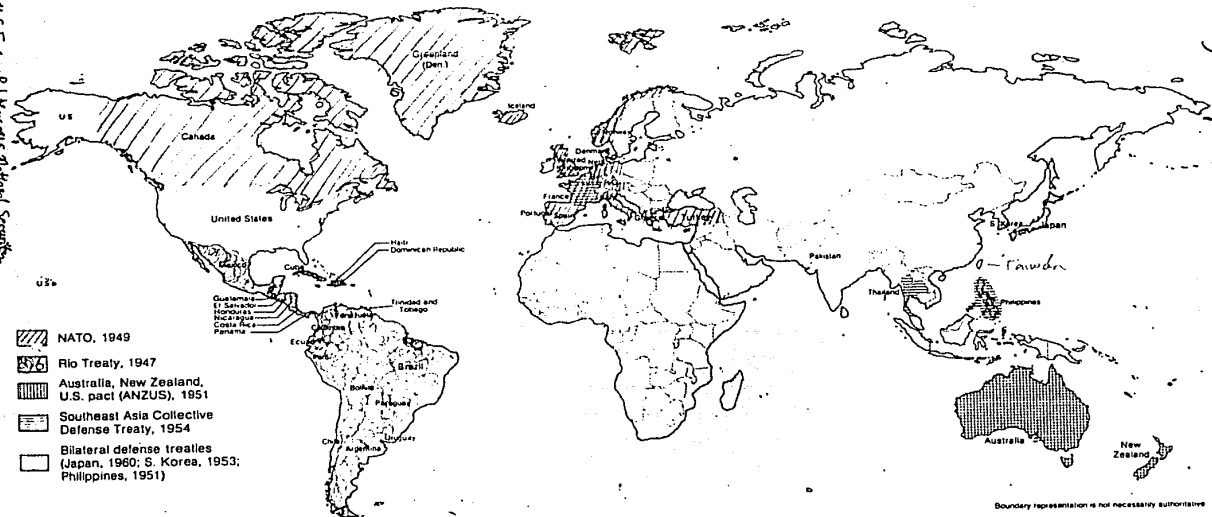 Greenland
(Den.)
Iceland
US
Canada
Norway
Denmark
United
France
Portugal
Spain
Greece
Turkey
United States
S. Korea
Japan
Haiti
Dominican Republic
Pakistan
Taiwan
Mexico
Cuba
Thailand
Philippines
Guatemala
El Salvador
Honduras
Nicaragua
Costa Rica
Panama
Trinidad and
Tobago
Venezuela
Colombia
Ecuador
Peru
Brazil
Bolivia
Paraguay
Chile
Uruguay
Argentina
Australia
New
Zealand
NATO, 1949
Rio Treaty, 1947
Australia, New Zealand,
U.S. pact (ANZUS), 1951
Southeast Asia Collective
Defense Treaty, 1954
Bilateral defense treaties
(Japan, 1960; S. Korea, 1953;
Philippines, 1951)
Boundary representation is not necessarily authoritative